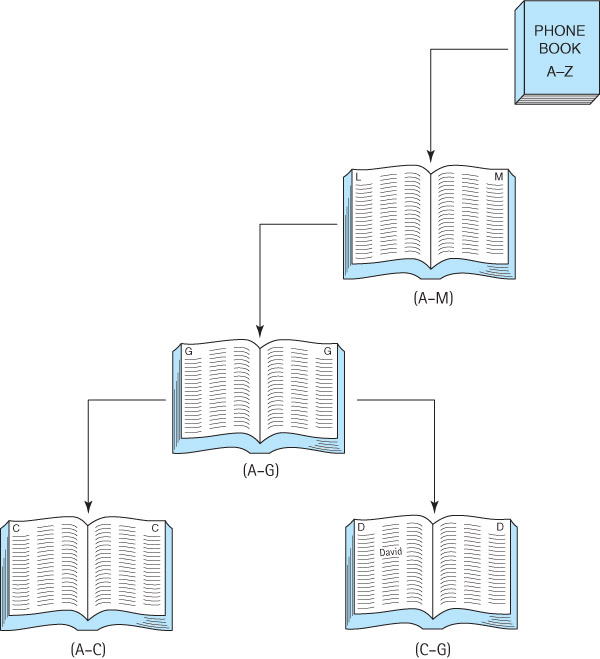 PHONE
BOOK
A–Z
L M
(A–M)
G G
(A–G)
C C
(A–C)
D D
David
(C–G)